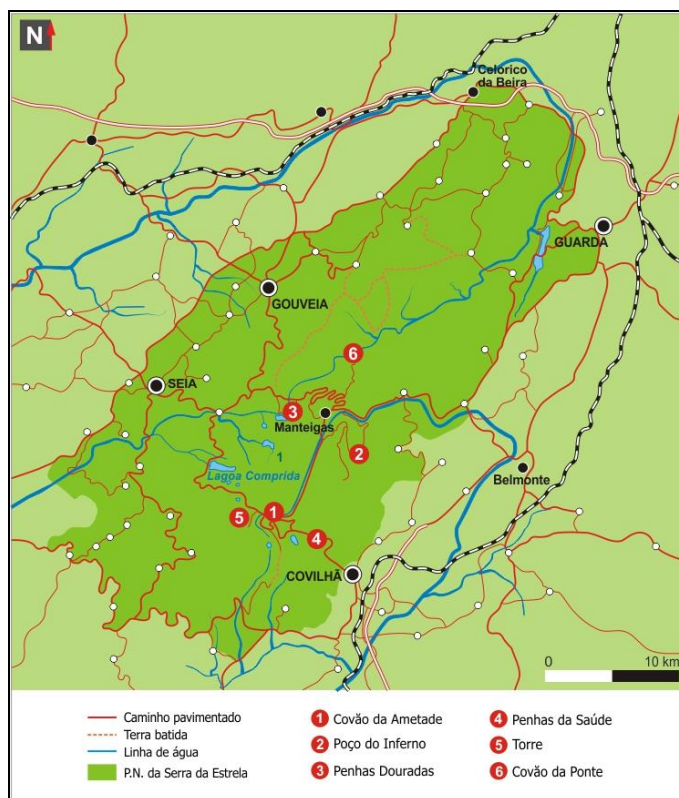 N
Celorico
da Beira
GUARDA
GOUVEIA
6
SEIA
3
Manteigas
2
1
Lagoa Comprida
Belmonte
1
5
4
COVILHÃ
0 10 km
Caminho pavimentado
Terra batida
Linha de água
P.N. da Serra da Estrela
1 Covão da Ametade
2 Poço do Inferno
3 Penhas Douradas
4 Penhas da Saúde
5 Torre
6 Covão da Ponte